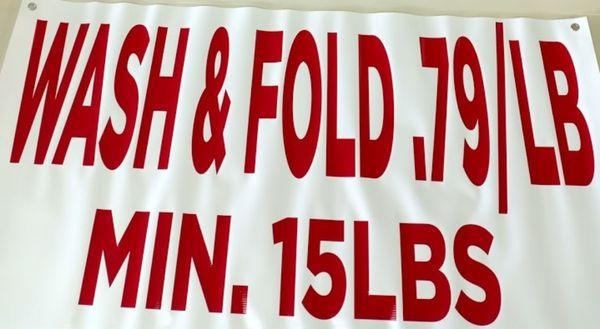 WASH & FOLD .79/LB
MIN. 15LBS